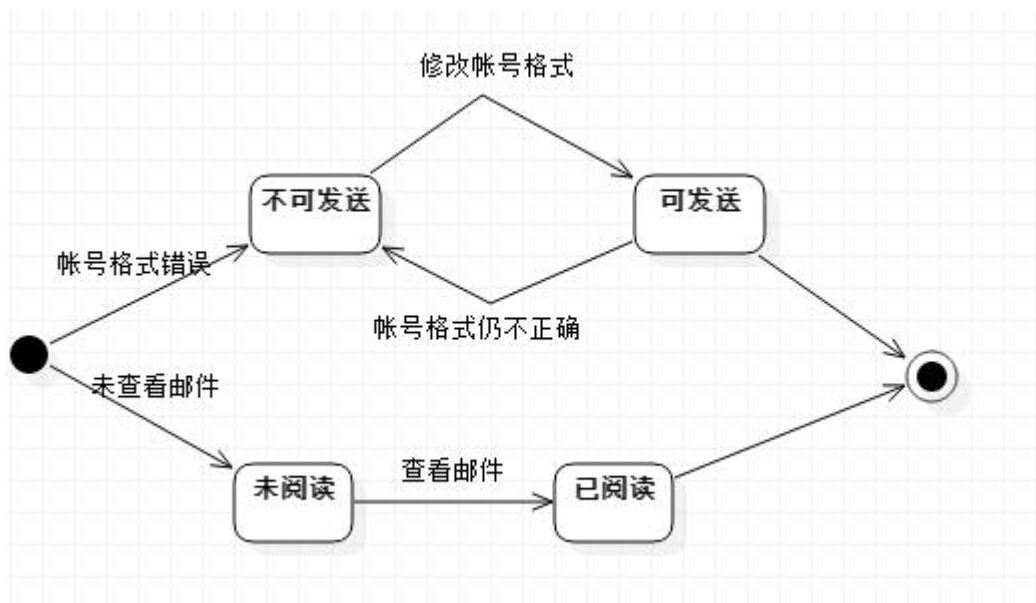 修改帐号格式
不可发送
可发送
帐号格式错误
帐号格式仍不正确
未查看邮件
查看邮件
未阅读
已阅读